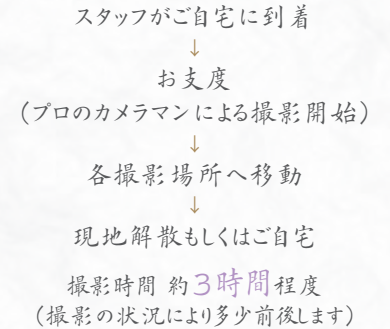 スタッフがご自宅に到着
↓
お支度
(プロのカメラマンによる撮影開始)
↓
各撮影場所へ移動
↓
現地解散もしくはご自宅
撮影時間 約3時間程度
(撮影の状況により多少前後します)